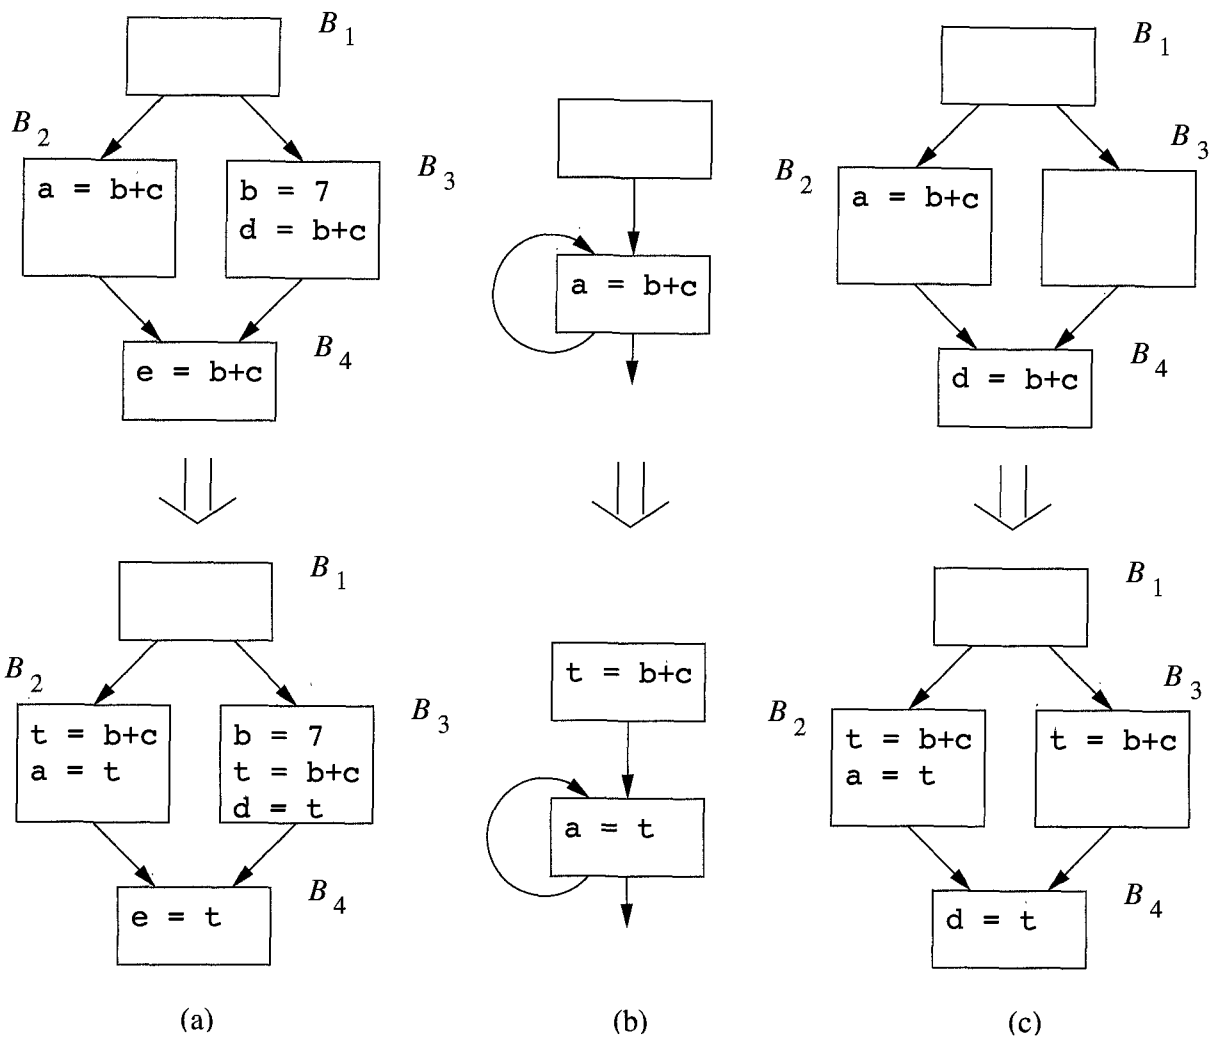 B1
B2
a = b+c
b = 7
d = b+c
B3
e = b+c
B4
B1
B2
t = b+c
a = t
b = 7
t = b+c
d = t
B3
e = t
B4
(a)
a = b+c
t = b+c
a = t
(b)
B1
B2
a = b+c
B3
d = b+c
B4
B1
B2
t = b+c
a = t
B3
t = b+c
d = t
B4
(c)